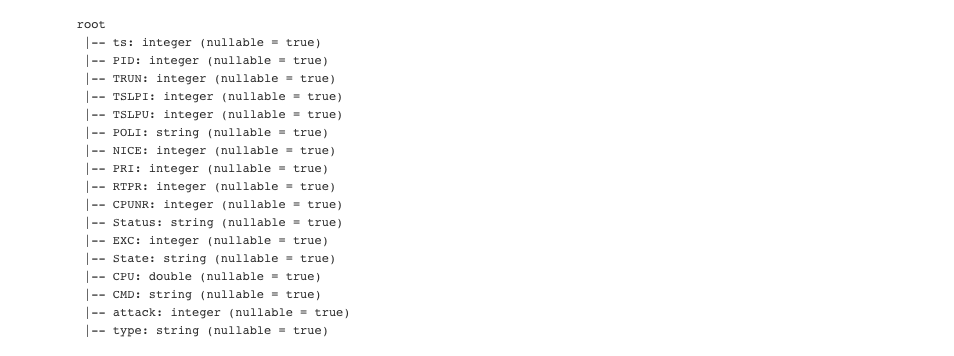 root
 |-- ts: integer (nullable = true)
 |-- PID: integer (nullable = true)
 |-- TRUN: integer (nullable = true)
 |-- TSLPI: integer (nullable = true)
 |-- TSLPU: integer (nullable = true)
 |-- POLI: string (nullable = true)
 |-- NICE: integer (nullable = true)
 |-- PRI: integer (nullable = true)
 |-- RTPR: integer (nullable = true)
 |-- CPUNR: integer (nullable = true)
 |-- Status: string (nullable = true)
 |-- EXC: integer (nullable = true)
 |-- State: string (nullable = true)
 |-- CPU: double (nullable = true)
 |-- CMD: string (nullable = true)
 |-- attack: integer (nullable = true)
 |-- type: string (nullable = true)